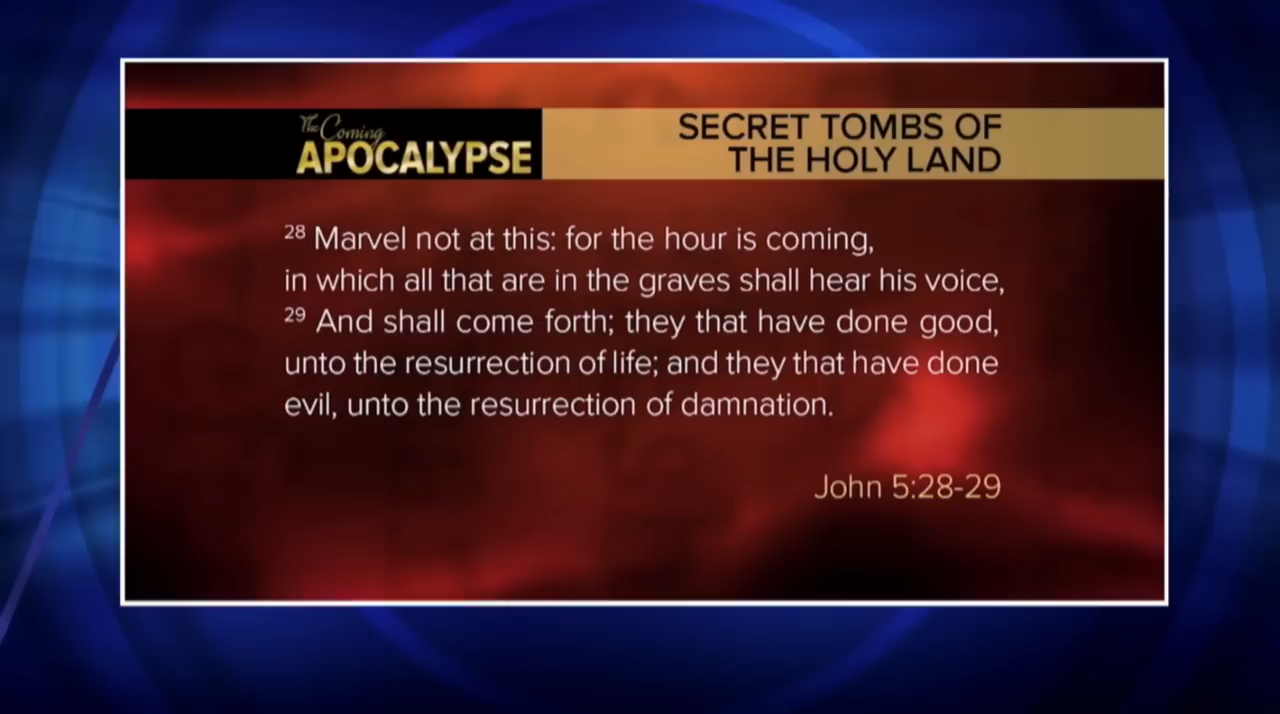 The Coming
APOCALYPSE
SECRET TOMBS OF
THE HOLY LAND
28 Marvel not at this: for the hour is coming,
in which all that are in the graves shall hear his voice,
29 And shall come forth; they that have done good,
unto the resurrection of life; and they that have done
evil, unto the resurrection of damnation.
John 5:28-29